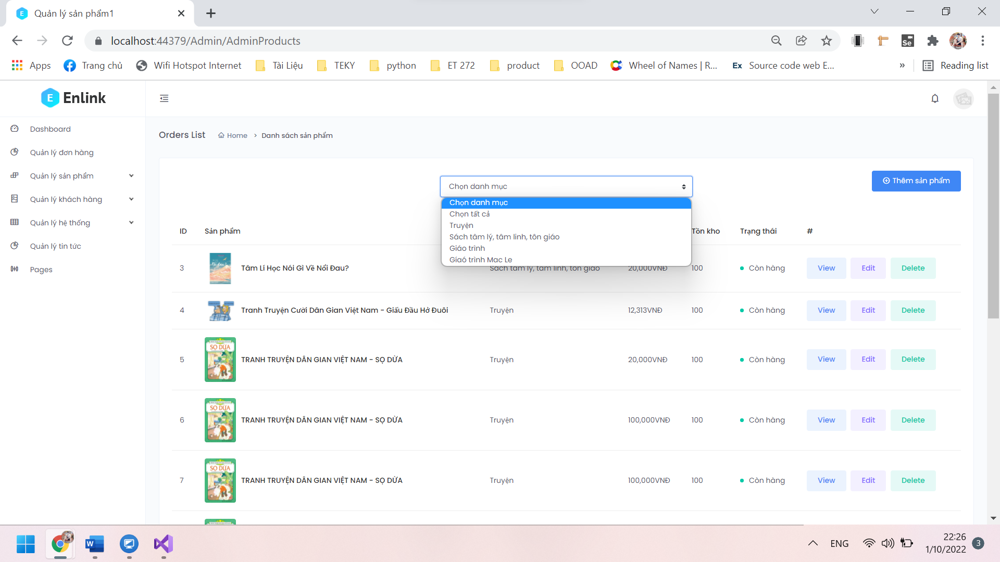 Quản lý sản phẩm1
localhost:44379/Admin/AdminProducts
Apps Trang chủ Wifi Hotspot Internet Tài Liệu TEKY python ET 272 product OOAD Wheel of Names | R... Ex Source code web E... » Reading list
E Enlink
Dashboard
Quản lý đơn hàng
Quản lý sản phẩm
Quản lý khách hàng
Quản lý hệ thống
Quản lý tin tức
Pages
Orders List Home > Danh sách sản phẩm
Chọn danh mục
Thêm sản phẩm
Chọn danh mục
Chọn tất cả
Truyện
Sách tâm lý, tâm linh, tôn giáo
Giáo trình
Giaó trình Mac Le
ID Sản phẩm Tồn kho Trạng thái #
3 Tâm Lí Học Nói Gì Về Nổi Đau? Sách tâm lý, tâm linh, tôn giáo 20,000VNĐ 100 Còn hàng View Edit Delete
4 Tranh Truyện Cười Dân Gian Việt Nam - Giấu Đầu Hở Đuôi Truyện 12,313VNĐ 100 Còn hàng View Edit Delete
SỌ DỪA
5 TRANH TRUYỆN DÂN GIAN VIỆT NAM - SỌ DỪA Truyện 20,000VNĐ 100 Còn hàng View Edit Delete
SỌ DỪA
6 TRANH TRUYỆN DÂN GIAN VIỆT NAM - SỌ DỪA Truyện 100,000VNĐ 100 Còn hàng View Edit Delete
SỌ DỪA
7 TRANH TRUYỆN DÂN GIAN VIỆT NAM - SỌ DỪA Truyện 100,000VNĐ 100 Còn hàng View Edit Delete
ENG
22:26
1/10/2022
3